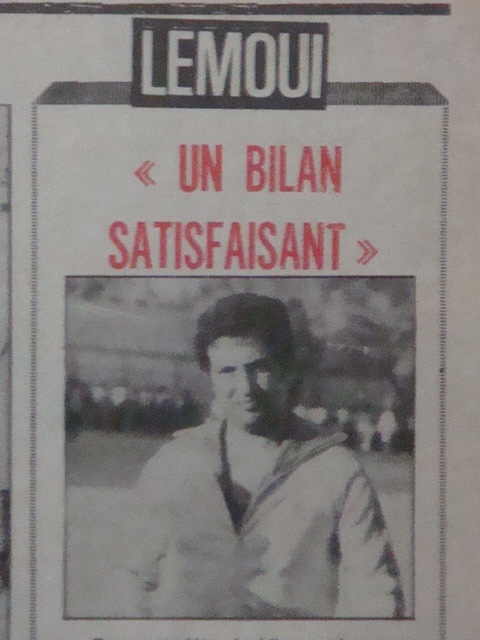 LEMOUI
« UN BILAN
SATISFAISANT »